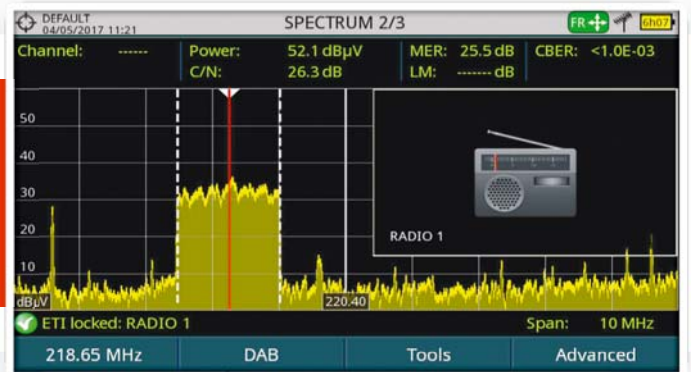 DEFAULT
04/05/2017 11:21
SPECTRUM 2/3
FR
6h07
Channel: ------
Power: 52.1 dBµV
MER: 25.5 dB
CBER: <1.0E-03
C/N: 26.3 dB
LM: ------- dB
50
40
30
20
10
dBµV
220.40
RADIO 1
ETI locked: RADIO 1
Span: 10 MHz
218.65 MHz
DAB
Tools
Advanced